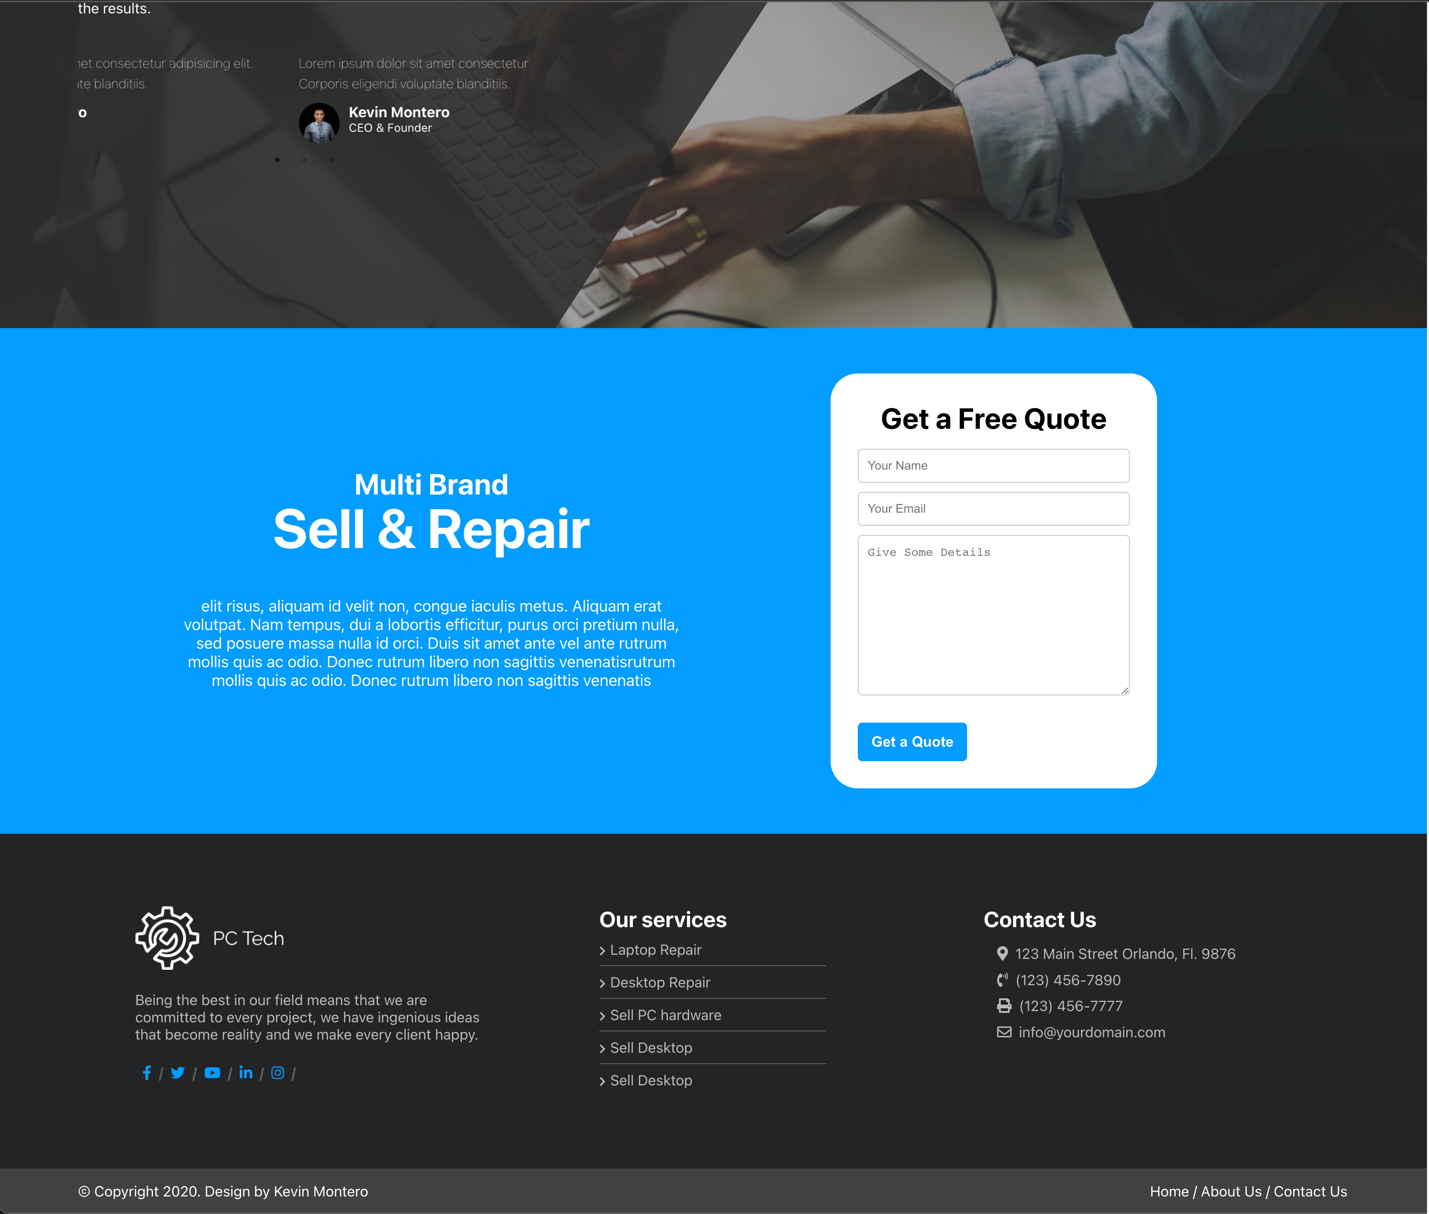 the results.
net consectetur adipisicing elit.
ate blanditiis.
o
Lorem ipsum dolor sit amet consectetur
Corporis eligendi voluptate blanditiis.
Kevin Montero
CEO & Founder
Multi Brand
Sell & Repair
elit risus, aliquam id velit non, congue iaculis metus. Aliquam erat
volutpat. Nam tempus, dui a lobortis efficitur, purus orci pretium nulla,
sed posuere massa nulla id orci. Duis sit amet ante vel ante rutrum
mollis quis ac odio. Donec rutrum libero non sagittis venenatisrutrum
mollis quis ac odio. Donec rutrum libero non sagittis venenatis
Get a Free Quote
Your Name
Your Email
Give Some Details
Get a Quote
PC Tech
Being the best in our field means that we are
committed to every project, we have ingenious ideas
that become reality and we make every client happy.
/ / / / /
Our services
Laptop Repair
Desktop Repair
Sell PC hardware
Sell Desktop
Sell Desktop
Contact Us
123 Main Street Orlando, Fl. 9876
(123) 456-7890
(123) 456-7777
info@yourdomain.com
© Copyright 2020. Design by Kevin Montero
Home / About Us / Contact Us